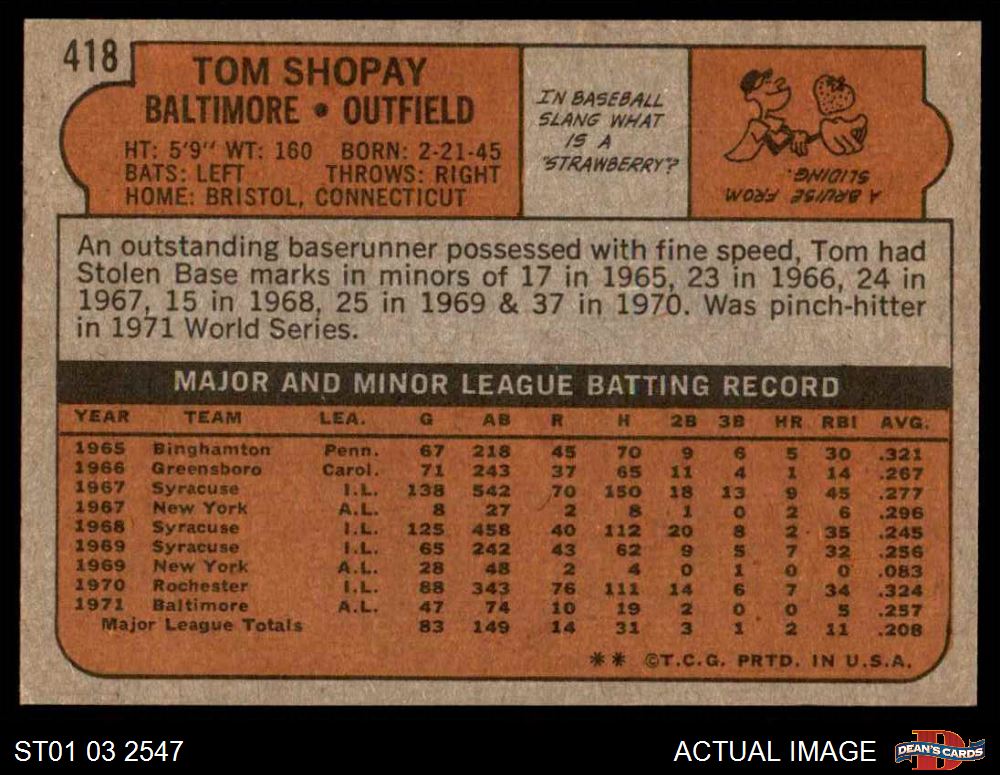 418
TOM SHOPAY
BALTIMORE • OUTFIELD
HT: 5'9" WT: 160 BORN: 2-21-45
BATS: LEFT THROWS: RIGHT
HOME: BRISTOL, CONNECTICUT
IN BASEBALL
SLANG WHAT
IS A
"STRAWBERRY"?
A BRUISE FROM
SLIDING.
An outstanding baserunner possessed with fine speed, Tom had
Stolen Base marks in minors of 17 in 1965, 23 in 1966, 24 in
1967, 15 in 1968, 25 in 1969 & 37 in 1970. Was pinch-hitter
in 1971 World Series.
MAJOR AND MINOR LEAGUE BATTING RECORD
YEAR TEAM LEA. G AB R H 2B 3B HR RBI AVG.
1965 Binghamton Penn. 67 218 45 70 9 6 5 30 .321
1966 Greensboro Carol. 71 243 37 65 11 4 1 14 .267
1967 Syracuse I.L. 138 542 70 150 18 13 9 45 .277
1967 New York A.L. 8 27 2 8 1 0 2 6 .296
1968 Syracuse I.L. 125 458 40 112 20 8 2 35 .245
1969 Syracuse I.L. 65 242 43 62 9 5 7 32 .256
1969 New York A.L. 28 48 2 4 0 1 0 0 .083
1970 Rochester I.L. 88 343 76 111 14 6 7 34 .324
1971 Baltimore A.L. 47 74 10 19 2 0 0 5 .257
Major League Totals 83 149 14 31 3 1 2 11 .208
** ©T.C.G. PRTD. IN U.S.A.
ST01 03 2547
ACTUAL IMAGE
D
DEAN'S CARDS